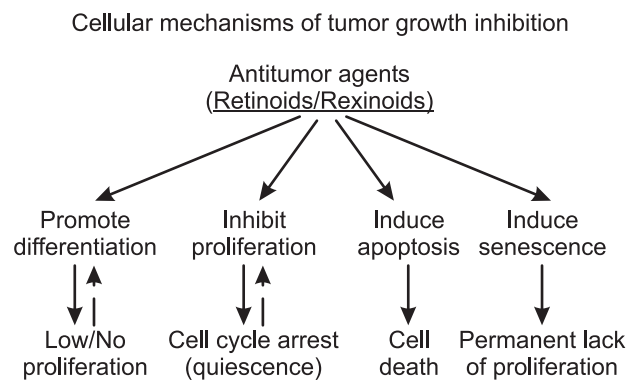 Cellular mechanisms of tumor growth inhibition
Antitumor agents
(Retinoids/Rexinoids)
Promote
differentiation
Inhibit
proliferation
Induce
apoptosis
Induce
senescence
Low/No
proliferation
Cell cycle arrest
(quiescence)
Cell
death
Permanent lack
of proliferation